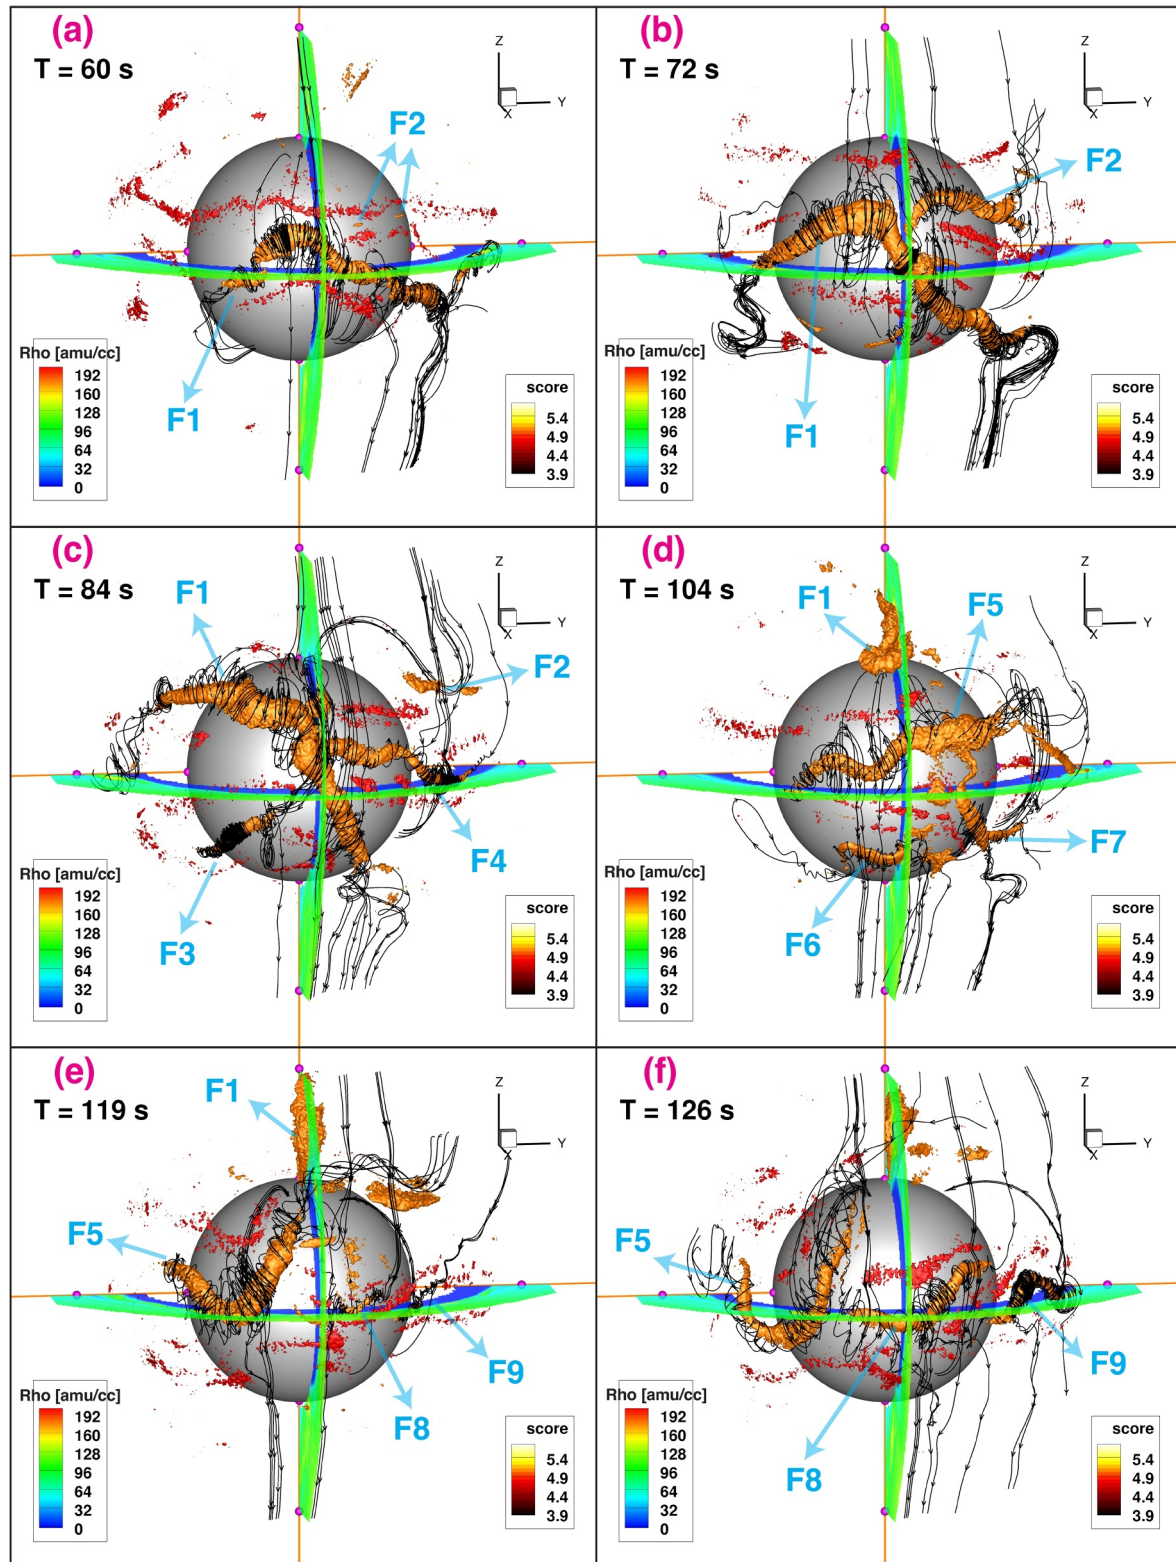 (a)
T = 60 s
Z
Y
X
F2
F1
Rho [amu/cc]
192
160
128
96
64
32
0
score
5.4
4.9
4.4
3.9
(b)
T = 72 s
Z
Y
X
F2
F1
Rho [amu/cc]
192
160
128
96
64
32
0
score
5.4
4.9
4.4
3.9
(c)
T = 84 s
Z
Y
X
F1
F2
F4
F3
Rho [amu/cc]
192
160
128
96
64
32
0
score
5.4
4.9
4.4
3.9
(d)
T = 104 s
Z
Y
X
F1
F5
F7
F6
Rho [amu/cc]
192
160
128
96
64
32
0
score
5.4
4.9
4.4
3.9
(e)
T = 119 s
Z
Y
X
F1
F5
F9
F8
Rho [amu/cc]
192
160
128
96
64
32
0
score
5.4
4.9
4.4
3.9
(f)
T = 126 s
Z
Y
X
F5
F9
F8
Rho [amu/cc]
192
160
128
96
64
32
0
score
5.4
4.9
4.4
3.9